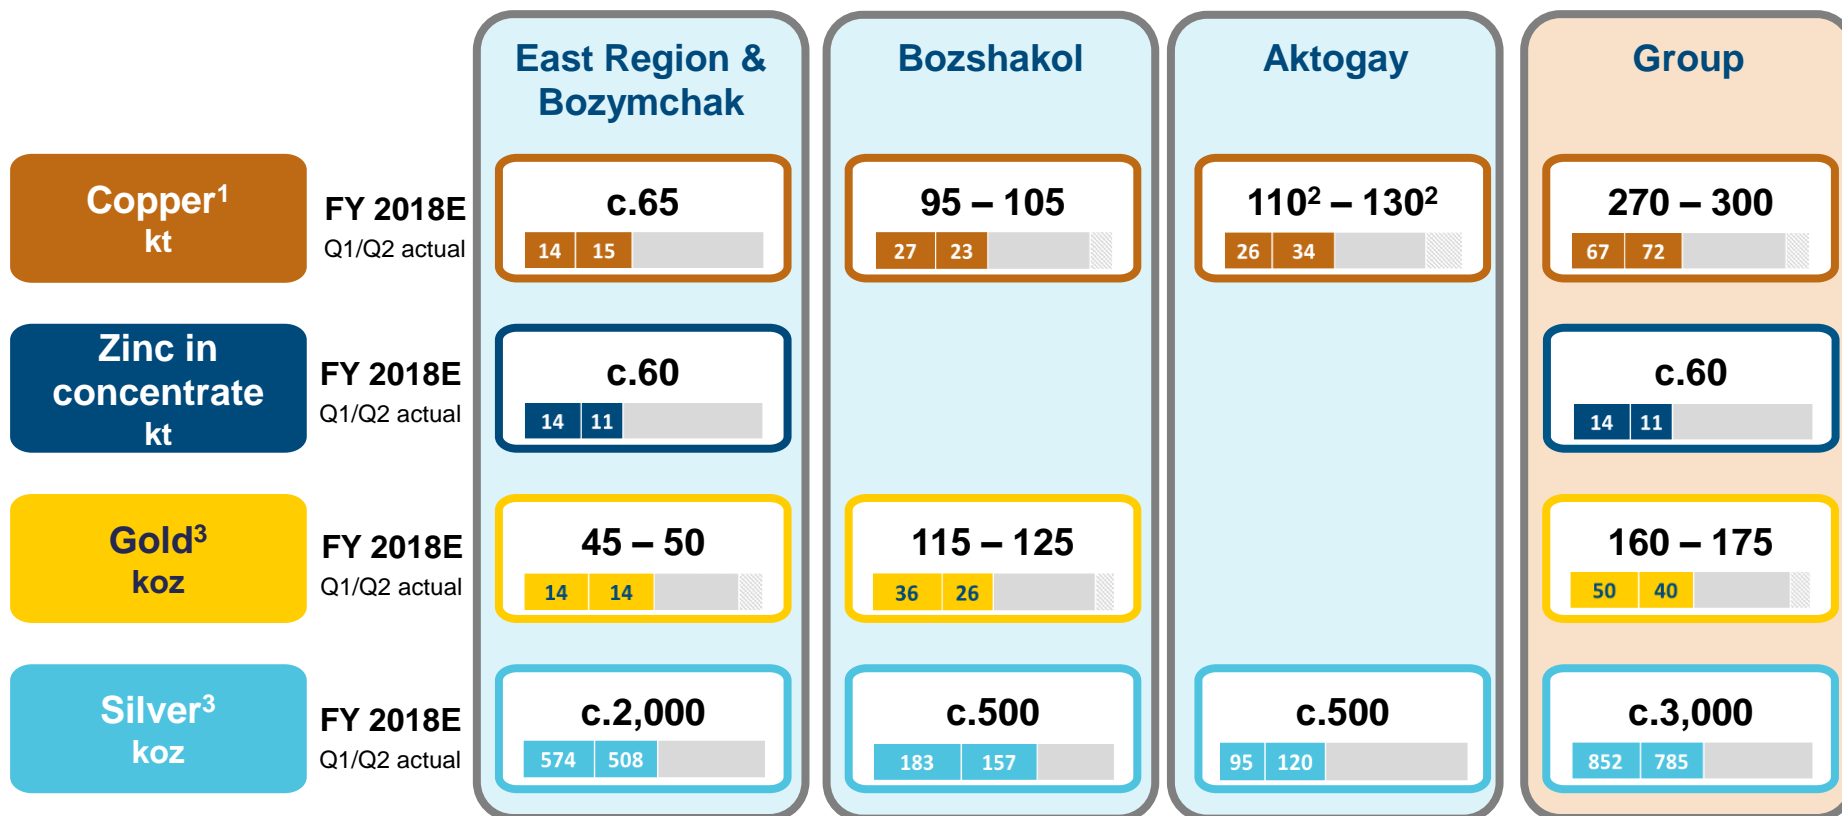 East Region &
Bozymchak
Bozshakol
Aktogay
Group
Copper¹
kt
FY 2018E
Q1/Q2 actual
c.65
14 15
95 – 105
27 23
110² – 130²
26 34
270 – 300
67 72
Zinc in
concentrate
kt
FY 2018E
Q1/Q2 actual
c.60
14 11
c.60
14 11
Gold³
koz
FY 2018E
Q1/Q2 actual
45 – 50
14 14
115 – 125
36 26
160 – 175
50 40
Silver³
koz
FY 2018E
Q1/Q2 actual
c.2,000
574 508
c.500
183 157
c.500
95 120
c.3,000
852 785